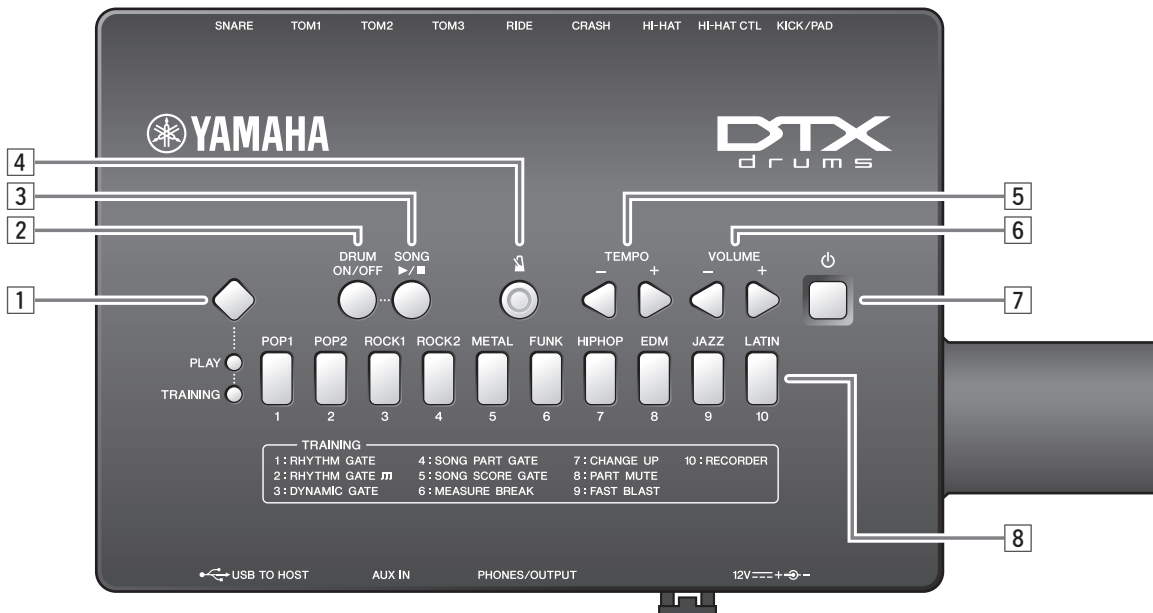 SNARE TOM1 TOM2 TOM3 RIDE CRASH HI-HAT HI-HAT CTL KICK/PAD
YAMAHA
DTX
drums
4
3
2
1
5
6
7
8
DRUM ON/OFF
SONG ►/■
TEMPO
– +
VOLUME
– +
PLAY
TRAINING
POP1 POP2 ROCK1 ROCK2 METAL FUNK HIPHOP EDM JAZZ LATIN
1 2 3 4 5 6 7 8 9 10
TRAINING
1 : RHYTHM GATE
2 : RHYTHM GATE
3 : DYNAMIC GATE
4 : SONG PART GATE
5 : SONG SCORE GATE
6 : MEASURE BREAK
7 : CHANGE UP
8 : PART MUTE
9 : FAST BLAST
10 : RECORDER
USB TO HOST AUX IN PHONES/OUTPUT 12V + –